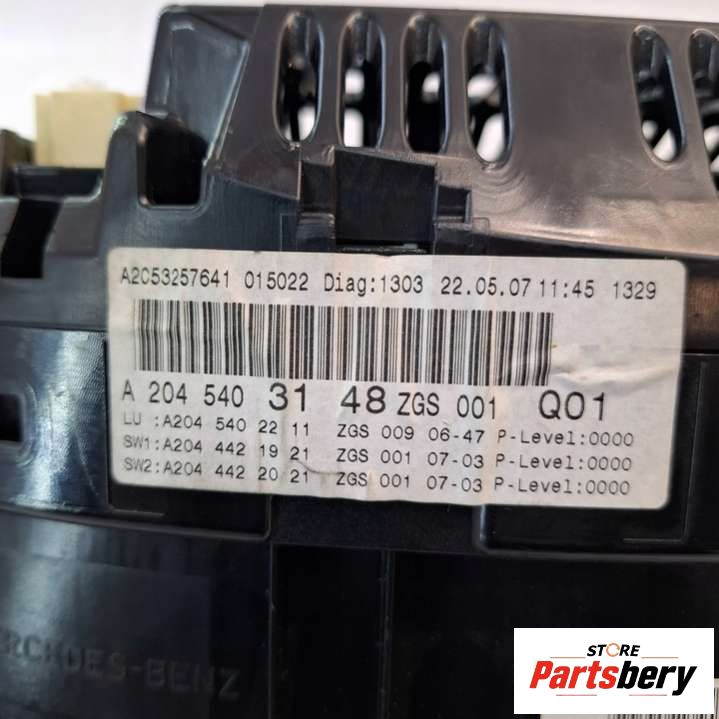 A2C53257641 015022 Diag:1303 22.05.07 11:45 1329
A 204 540 31 48 ZGS 001 Q01
LU :A204 540 22 11 ZGS 009 06-47 P-Level:0000
SW1:A204 442 19 21 ZGS 001 07-03 P-Level:0000
SW2:A204 442 20 21 ZGS 001 07-03 P-Level:0000
ERCEDES-BENZ
STORE
Partsbery